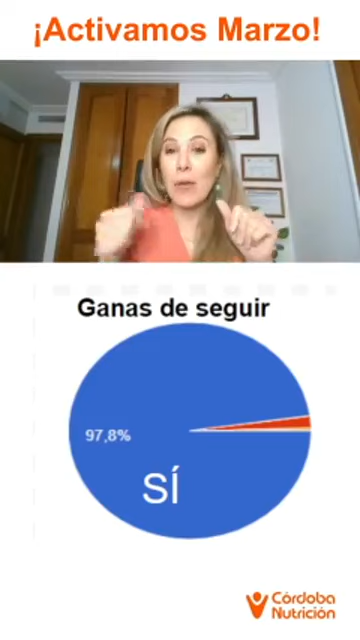 ¡Activamos Marzo!
Ganas de seguir
97,8%
SÍ
Córdoba
Nutrición